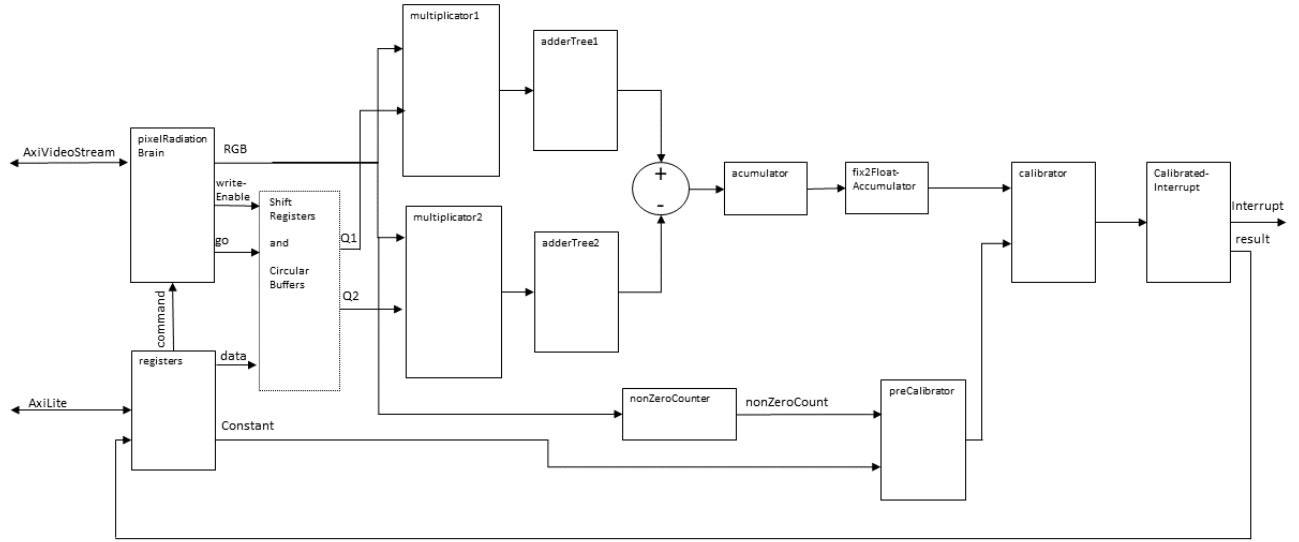 multiplicator1
adderTree1
pixelRadiation
Brain
AxiVideoStream
RGB
write-
Enable
go
Shift
Registers
and
Circular
Buffers
Q1
Q2
multiplicator2
adderTree2
+
-
acumulator
fix2Float-
Accumulator
calibrator
Calibrated-
Interrupt
Interrupt
result
command
registers
data
AxiLite
Constant
nonZeroCounter
nonZeroCount
preCalibrator